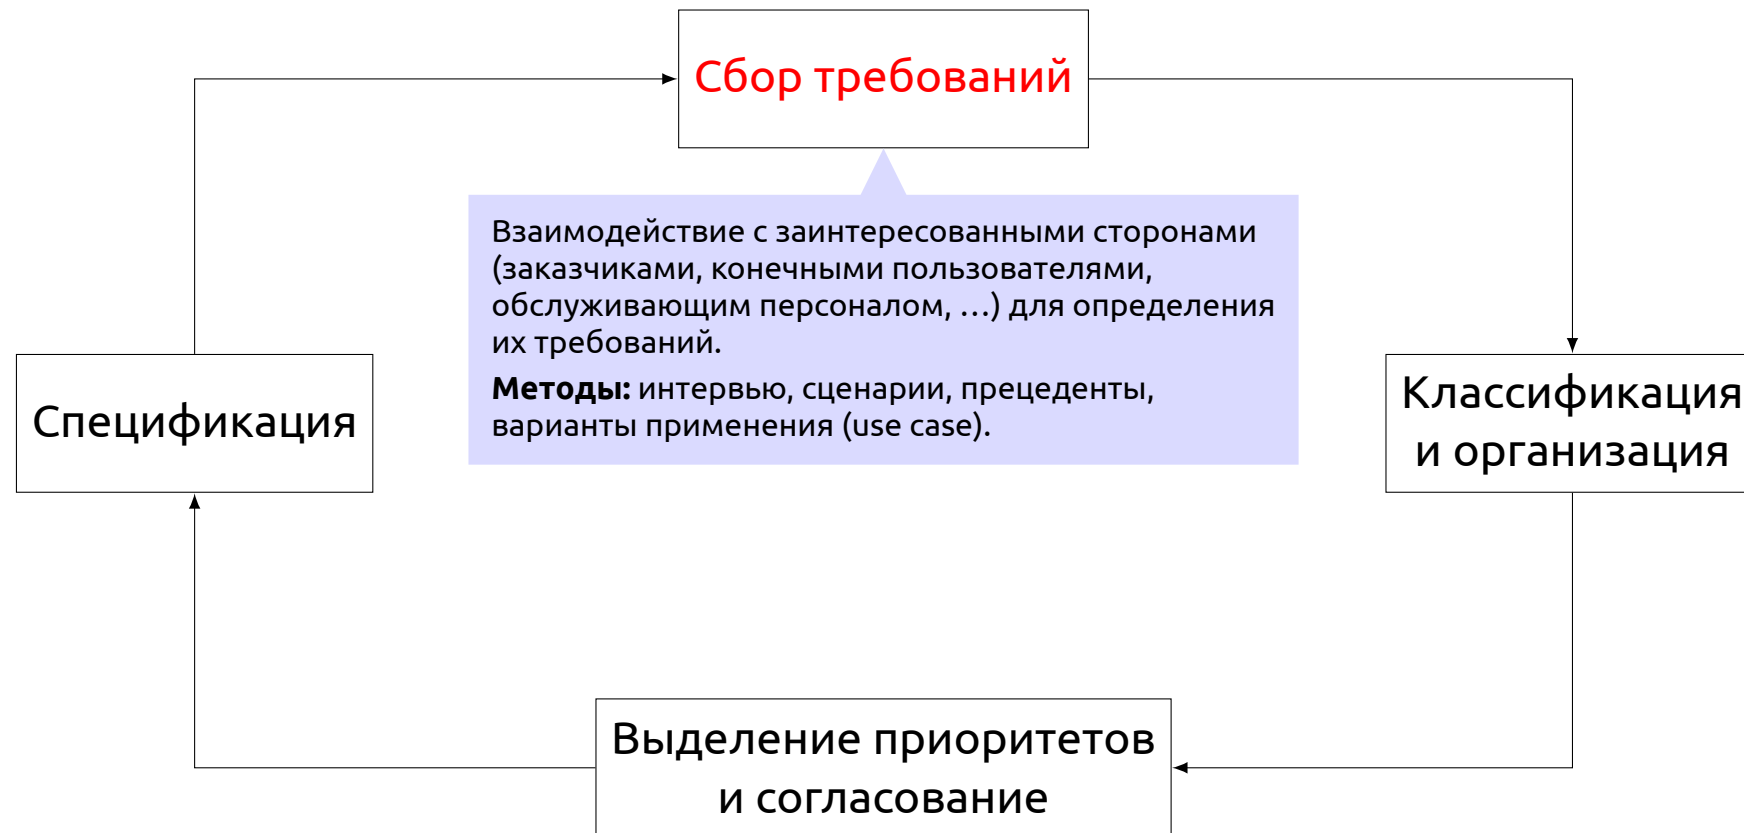 Сбор требований
Взаимодействие с заинтересованными сторонами
(заказчиками, конечными пользователями,
обслуживающим персоналом, …) для определения
их требований.
Методы: интервью, сценарии, прецеденты,
варианты применения (use case).
Спецификация
Классификация
и организация
Выделение приоритетов
и согласование